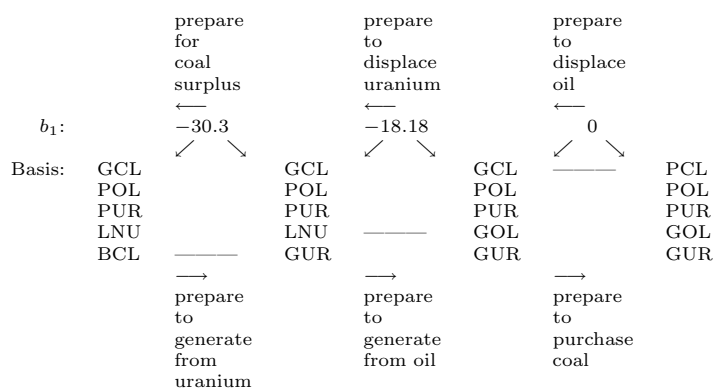 prepare prepare prepare
for to to
coal displace displace
surplus uranium oil
← ← ←
b₁: −30.3 −18.18 0
↙ ↘ ↙ ↘ ↙ ↘
Basis: GCL GCL GCL ——— PCL
POL POL POL POL
PUR PUR PUR PUR
LNU LNU ——— GOL GOL
BCL ——— GUR GUR GUR
→ → →
prepare prepare prepare
to to to
generate generate purchase
from from oil coal
uranium